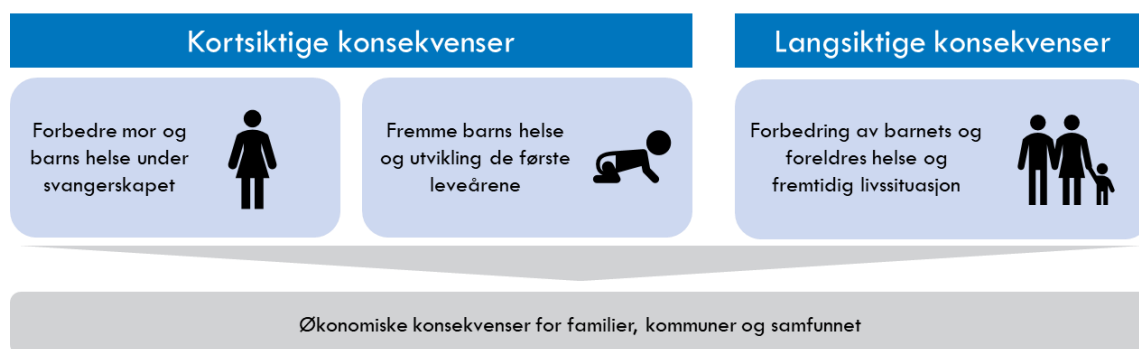 Kortsiktige konsekvenser
Langsiktige konsekvenser
Forbedre mor og
barns helse under
svangerskapet
Fremme barns helse
og utvikling de første
leveårene
Forbedring av barnets og
foreldres helse og
fremtidig livssituasjon
Økonomiske konsekvenser for familier, kommuner og samfunnet